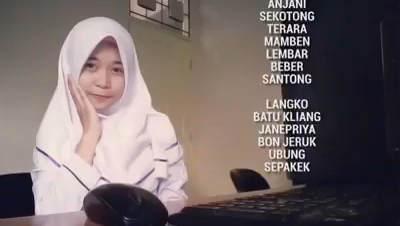 ANJANI
SEKOTONG
TERARA
MAMBEN
LEMBAR
BEBER
SANTONG
LANGKO
BATU KLIANG
JANEPRIYA
BON JERUK
UBUNG
SEPAKEK